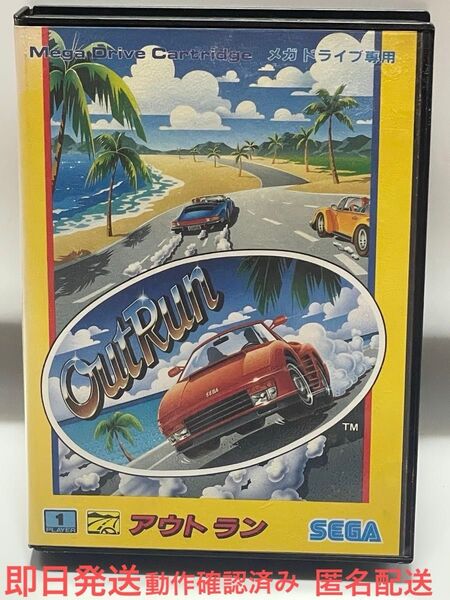 Mega Drive Cartridge メガドライブ専用
OutRun
SEGA
TM
1 PLAYER アウトラン SEGA
即日発送 動作確認済み 匿名配送